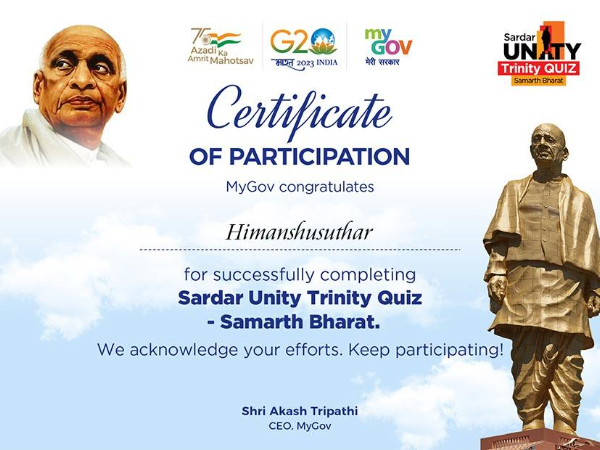 75
Azadi Ka
Amrit Mahotsav
G20
भारत 2023 INDIA
my
GOV
मेरी सरकार
Sardar
UNITY
Trinity QUIZ
Samarth Bharat
Certificate
OF PARTICIPATION
MyGov congratulates
Himanshusuthar
for successfully completing
Sardar Unity Trinity Quiz
- Samarth Bharat.
We acknowledge your efforts. Keep participating!
Shri Akash Tripathi
CEO, MyGov